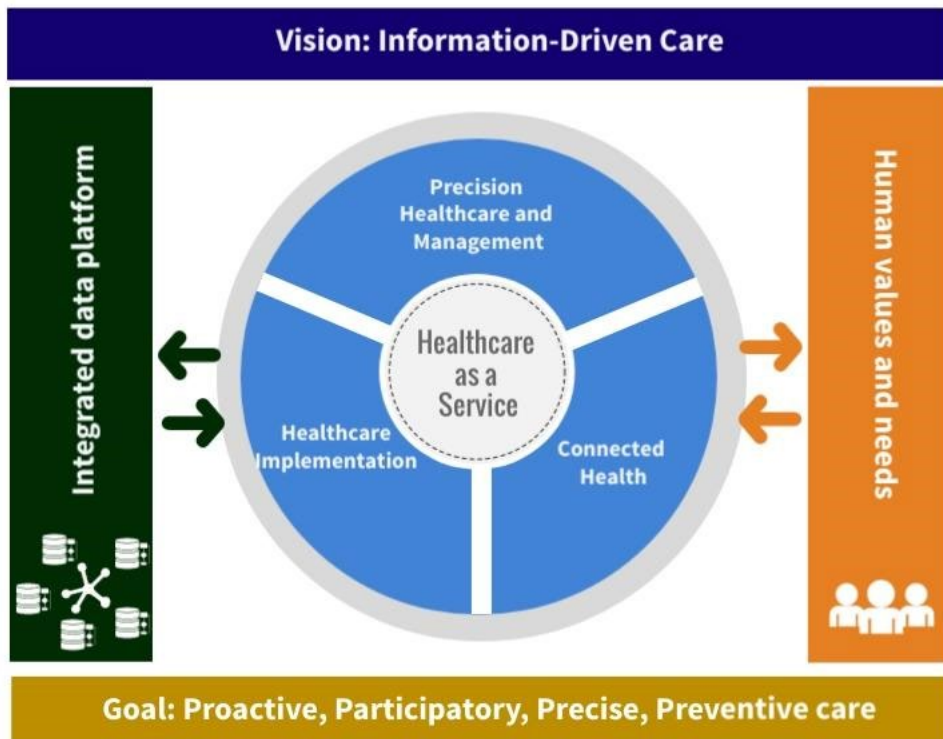 Vision: Information-Driven Care
Integrated data platform
Precision
Healthcare and
Management
Healthcare
as a
Service
Healthcare
Implementation
Connected
Health
Human values and needs
Goal: Proactive, Participatory, Precise, Preventive care